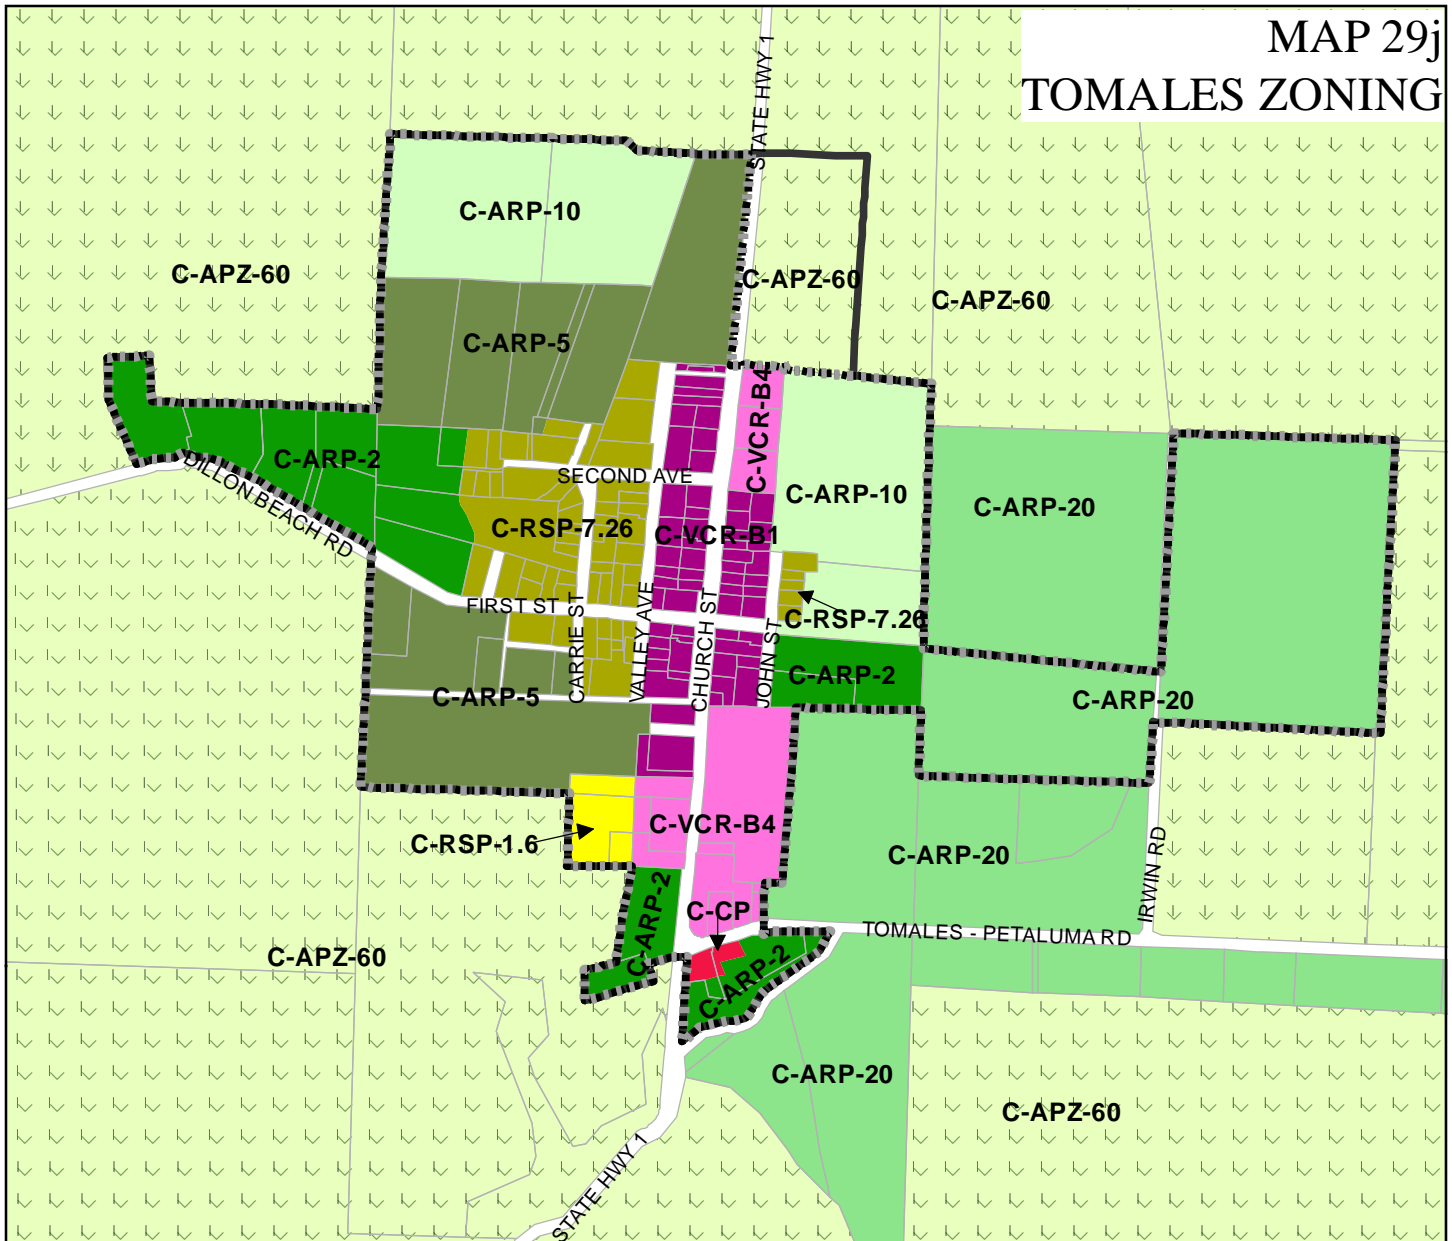 MAP 29j
TOMALES ZONING
STATE HWY 1
C-ARP-10
C-APZ-60
C-APZ-60
C-APZ-60
C-ARP-5
C-VCR-B4
C-ARP-2
SECOND AVE
C-ARP-10
C-ARP-20
DILLON BEACH RD
C-RSP-7.26
C-VCR-B1
FIRST ST
CARRIE ST
VALLEY AVE
CHURCH ST
JOHN ST
C-RSP-7.26
C-ARP-2
C-ARP-5
C-ARP-20
C-VCR-B4
C-RSP-1.6
C-ARP-20
IRWIN RD
C-ARP-2
C-CP
TOMALES - PETALUMA RD
C-APZ-60
C-ARP-2
C-ARP-20
C-APZ-60
STATE HWY 1